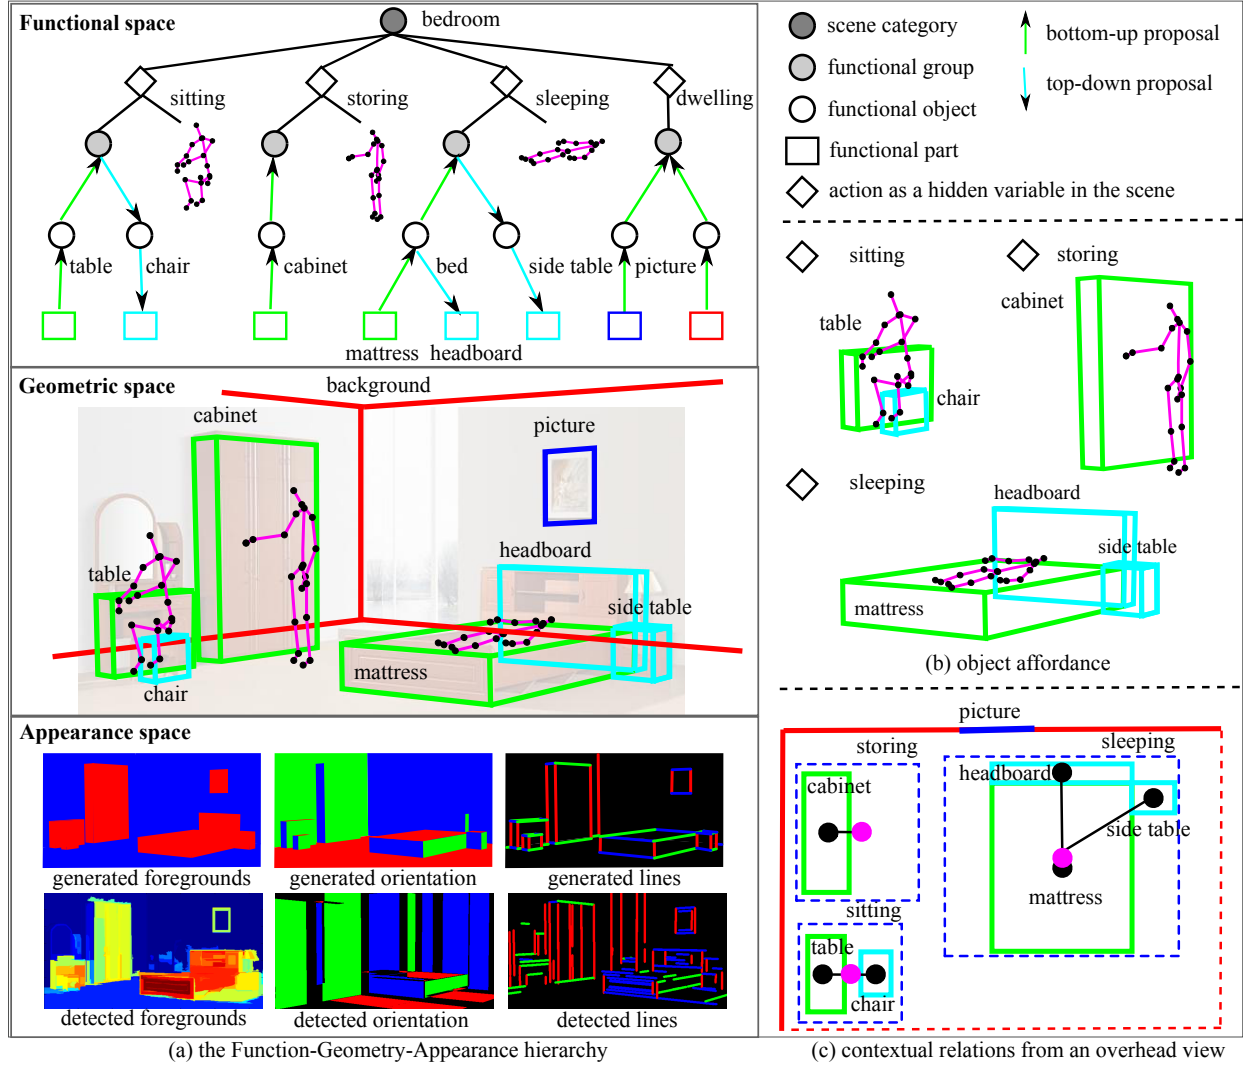 Functional space
bedroom
sitting
storing
sleeping
dwelling
table
chair
cabinet
bed
side table
picture
mattress headboard
Geometric space
background
cabinet
picture
headboard
table
side table
mattress
chair
Appearance space
generated foregrounds
generated orientation
generated lines
detected foregrounds
detected orientation
detected lines
(a) the Function-Geometry-Appearance hierarchy
scene category
bottom-up proposal
functional group
top-down proposal
functional object
functional part
action as a hidden variable in the scene
sitting
storing
cabinet
table
chair
sleeping
headboard
side table
mattress
(b) object affordance
picture
storing
sleeping
headboard
cabinet
side table
mattress
sitting
table
chair
(c) contextual relations from an overhead view